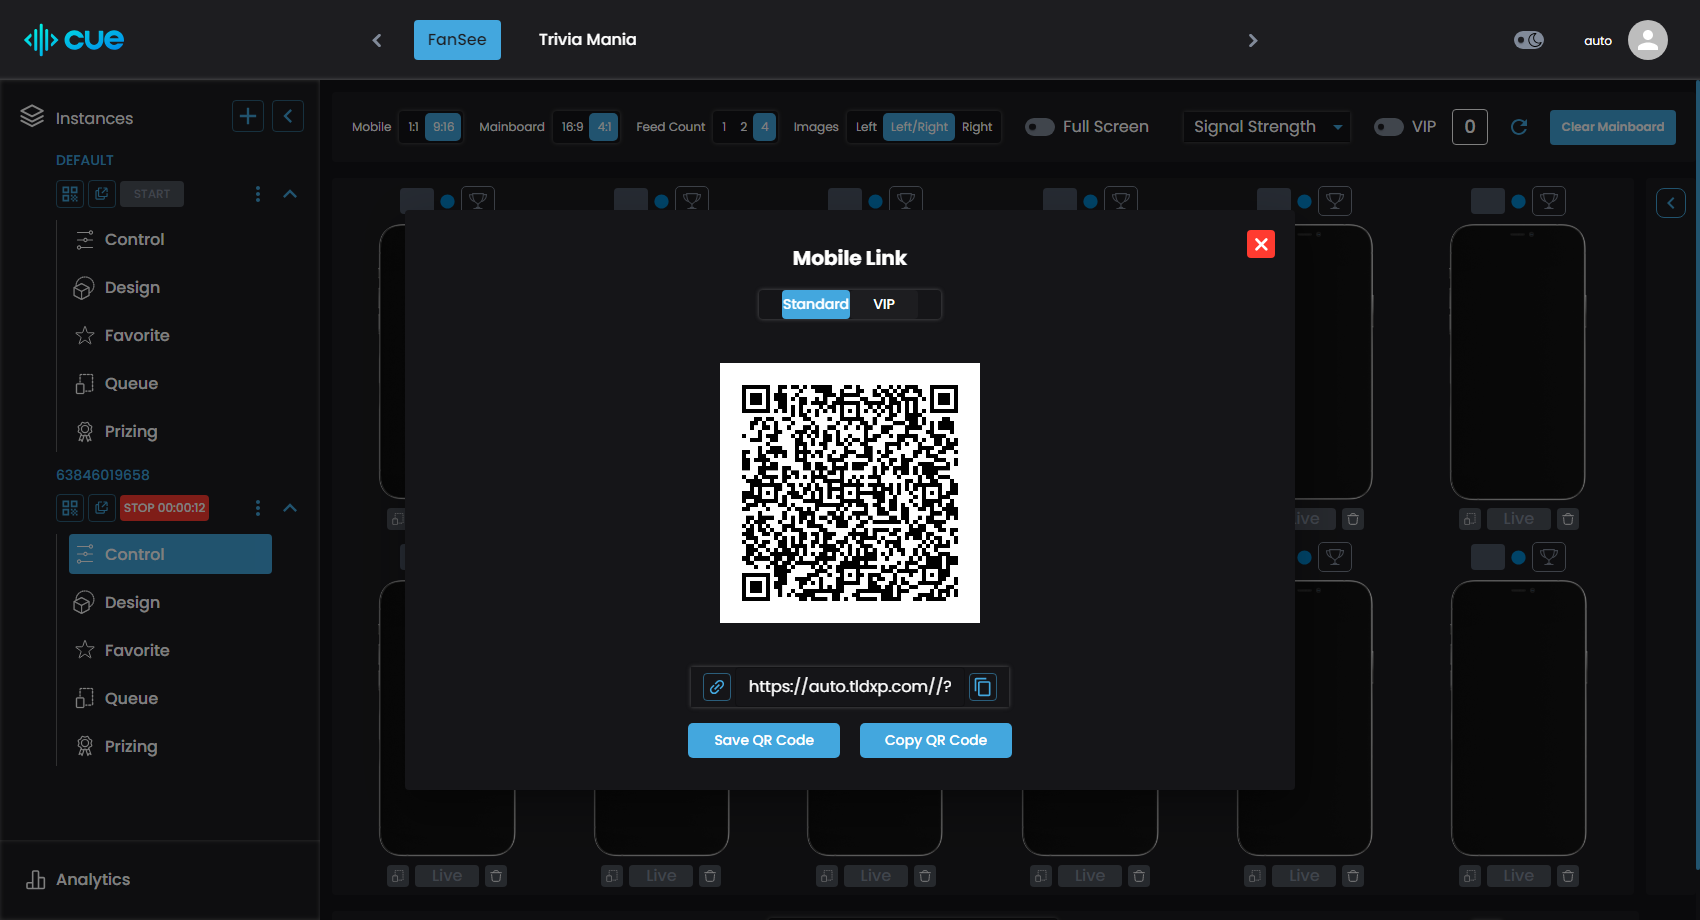 cue
FanSee
Trivia Mania
auto
Instances
Mobile
1:1
9:16
Mainboard
16:9
4:1
Feed Count
1
2
4
Images
Left
Left/Right
Right
Full Screen
Signal Strength
VIP
0
Clear Mainboard
DEFAULT
START
Control
Design
Favorite
Queue
Prizing
63846019658
STOP 00:00:12
Control
Design
Favorite
Queue
Prizing
Analytics
Mobile Link
Standard
VIP
https://auto.tldxp.com//?
Save QR Code
Copy QR Code
Live
Live
Live
Live
Live
Live
Live
Live